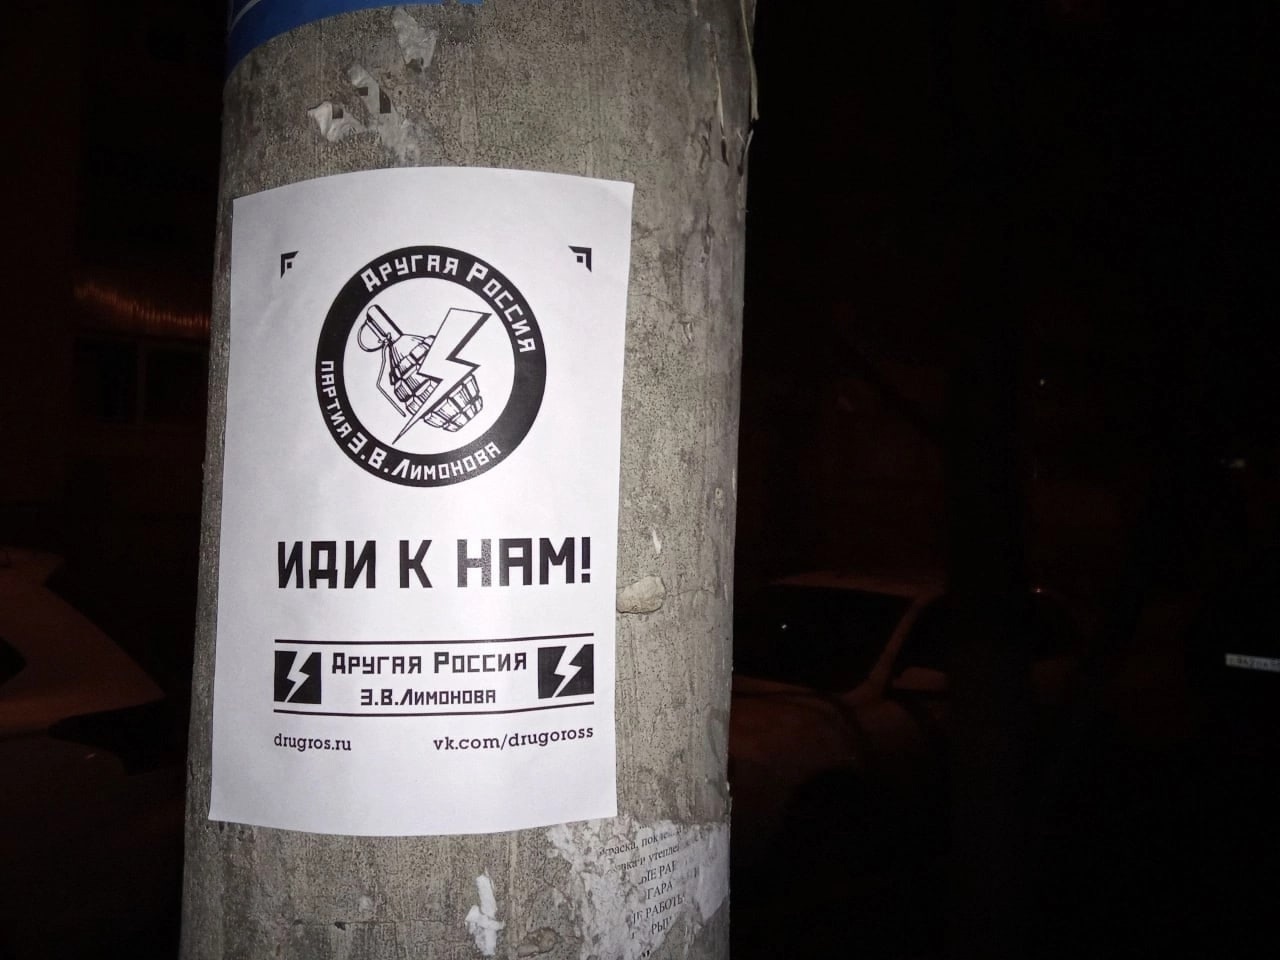 Другая Россия
партия Э.В.Лимонова
ИДИ К НАМ!
Другая Россия
Э.В.Лимонова
drugros.ru
vk.com/drugoross